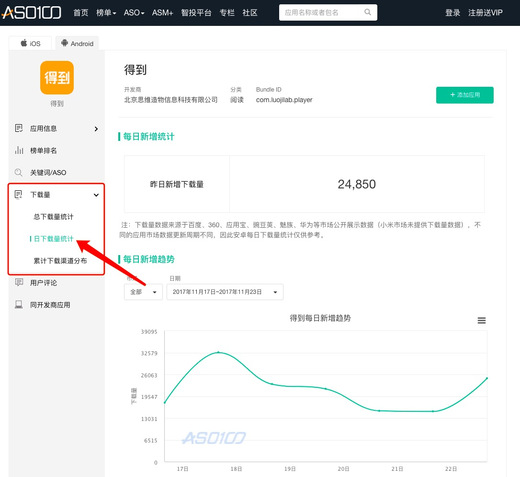 ASO100
首页 榜单 ASO ASM+ 智投平台 专栏 社区
应用名称或者包名
登录 注册送VIP
iOS
Android
得到
得到
应用信息
榜单排名
关键词/ASO
下载量
总下载量统计
日下载量统计
累计下载渠道分布
用户评论
同开发商应用
得到
开发商 分类 Bundle ID
北京思维造物信息科技有限公司 阅读 com.luojilab.player
+ 添加应用
每日新增统计
昨日新增下载量 24,850
注：下载量数据来源于百度、360、应用宝、豌豆荚、魅族、华为等市场公开展示数据（小米市场未提供下载量数据），不
同的应用市场数据更新周期不同，因此安卓每日下载量统计仅供参考。
每日新增趋势
日期
全部
2017年11月17日~2017年11月23日
得到每日新增趋势
39095
32579
26063
19547
13031
6515
0
下载量
ASO100
17日 18日 19日 20日 21日 22日